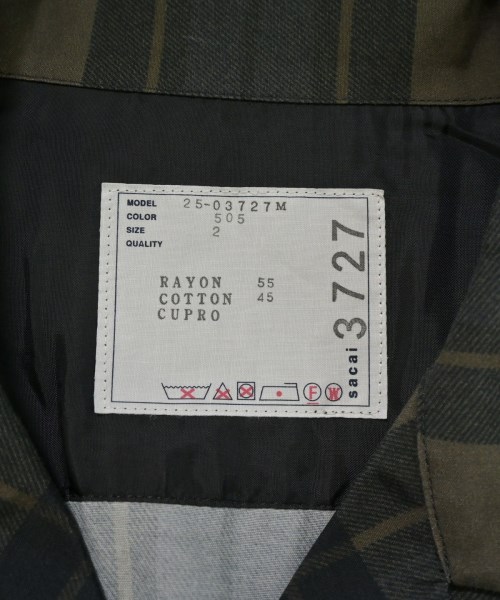 MODEL 25-03727M
COLOR 505
SIZE 2
QUALITY
RAYON 55
COTTON 45
CUPRO
F W
sacai 3727